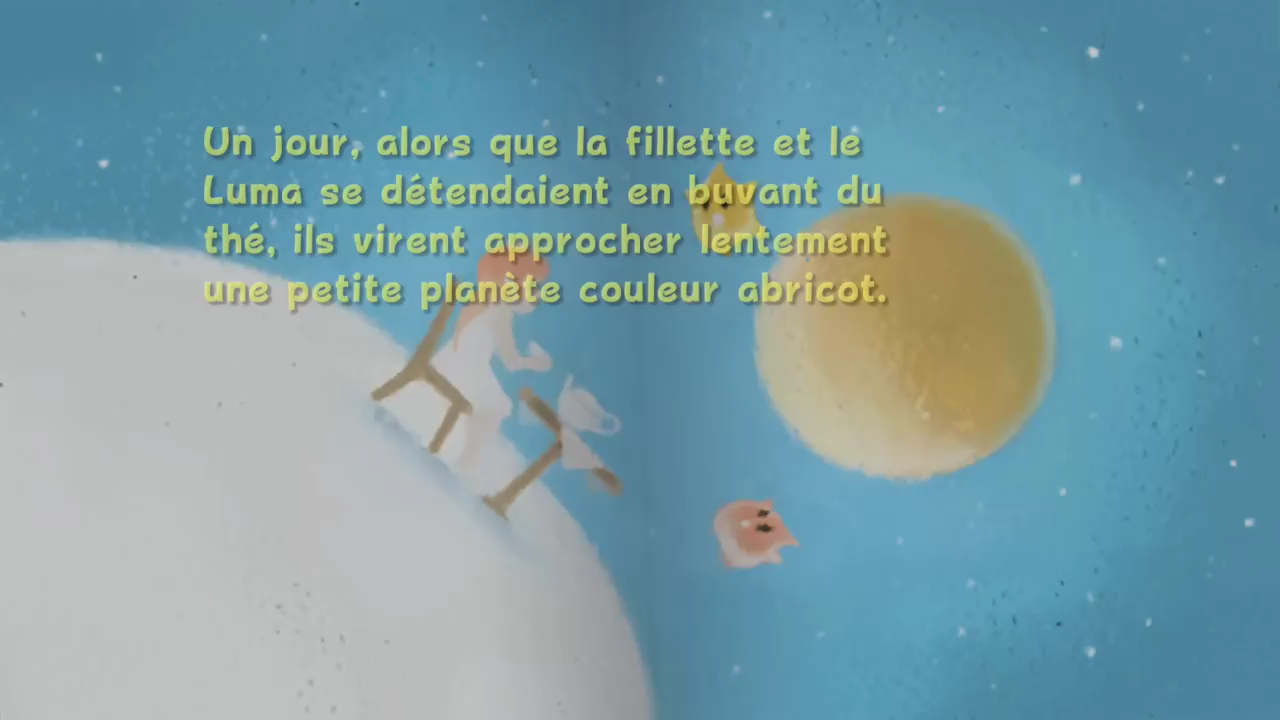 Un jour, alors que la fillette et le
Luma se détendaient en buvant du
thé, ils virent approcher lentement
une petite planète couleur abricot.